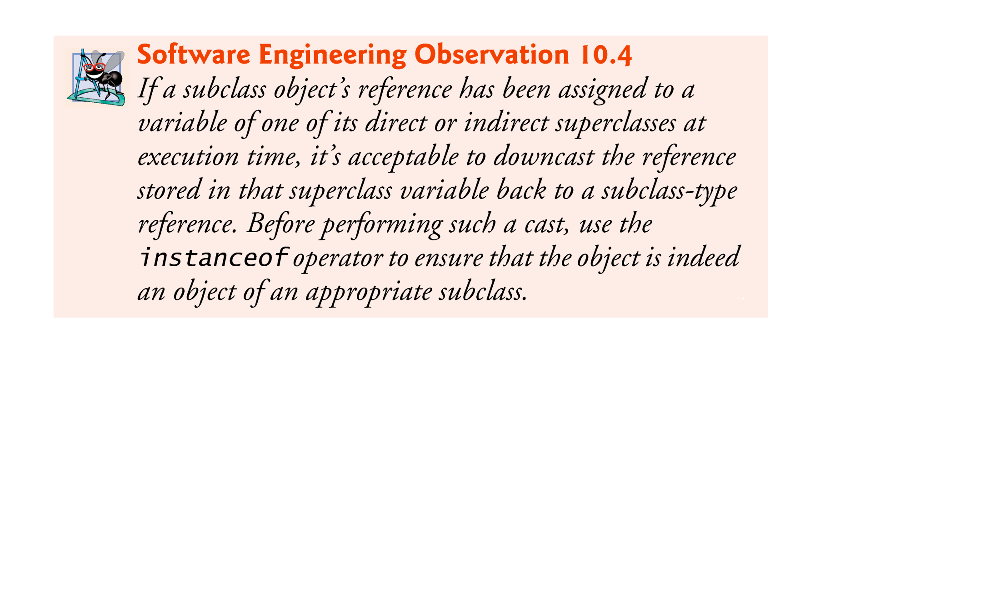 Software Engineering Observation 10.4
If a subclass object’s reference has been assigned to a
variable of one of its direct or indirect superclasses at
execution time, it’s acceptable to downcast the reference
stored in that superclass variable back to a subclass-type
reference. Before performing such a cast, use the
instanceof operator to ensure that the object is indeed
an object of an appropriate subclass.